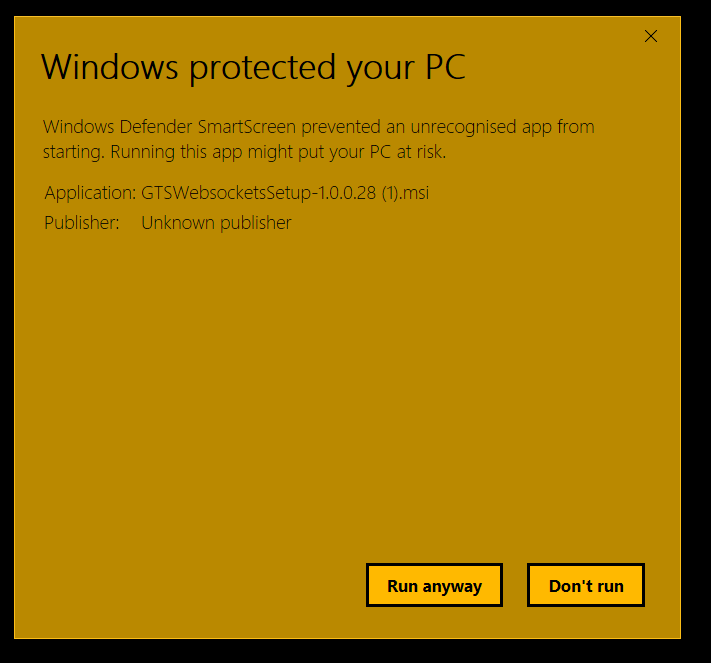 Windows protected your PC
Windows Defender SmartScreen prevented an unrecognised app from
starting. Running this app might put your PC at risk.
Application: GTSWebsocketsSetup-1.0.0.28 (1).msi
Publisher: Unknown publisher
Run anyway Don't run